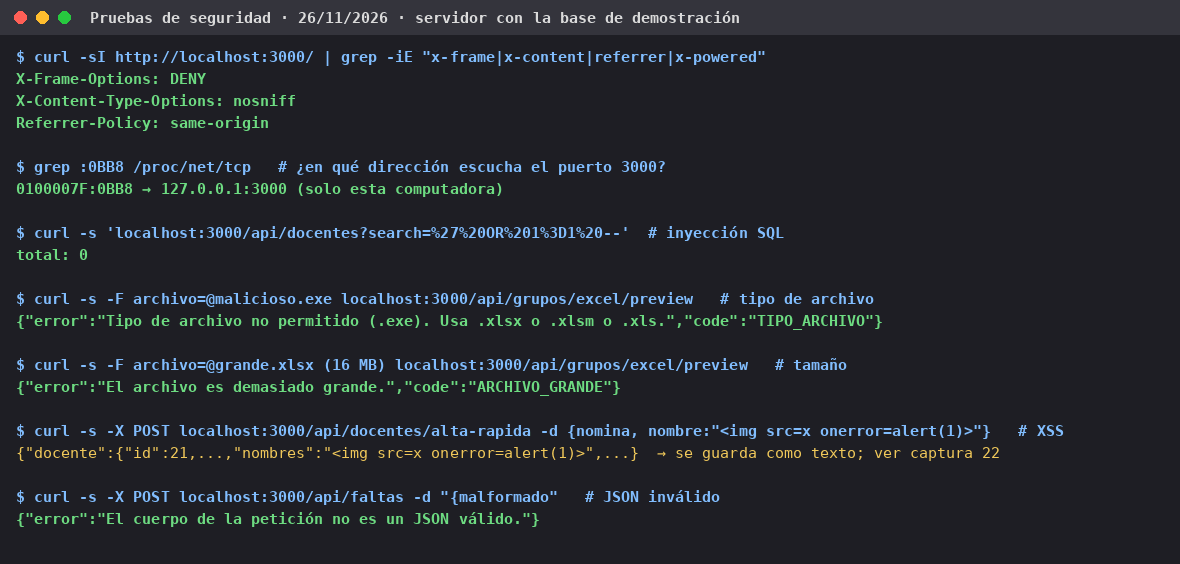 Pruebas de seguridad · 26/11/2026 · servidor con la base de demostración
$ curl -sI http://localhost:3000/ | grep -iE "x-frame|x-content|referrer|x-powered"
X-Frame-Options: DENY
X-Content-Type-Options: nosniff
Referrer-Policy: same-origin
$ grep :0BB8 /proc/net/tcp   # ¿en qué dirección escucha el puerto 3000?
0100007F:0BB8 → 127.0.0.1:3000 (solo esta computadora)
$ curl -s 'localhost:3000/api/docentes?search=%27%20OR%201%3D1%20--'  # inyección SQL
total: 0
$ curl -s -F archivo=@malicioso.exe localhost:3000/api/grupos/excel/preview   # tipo de archivo
{"error":"Tipo de archivo no permitido (.exe). Usa .xlsx o .xlsm o .xls.","code":"TIPO_ARCHIVO"}
$ curl -s -F archivo=@grande.xlsx (16 MB) localhost:3000/api/grupos/excel/preview   # tamaño
{"error":"El archivo es demasiado grande.","code":"ARCHIVO_GRANDE"}
$ curl -s -X POST localhost:3000/api/docentes/alta-rapida -d {nomina, nombre:"<img src=x onerror=alert(1)>"}   # XSS
{"docente":{"id":21,...,"nombres":"<img src=x onerror=alert(1)>",...}  → se guarda como texto; ver captura 22
$ curl -s -X POST localhost:3000/api/faltas -d "{malformado"   # JSON inválido
{"error":"El cuerpo de la petición no es un JSON válido."}